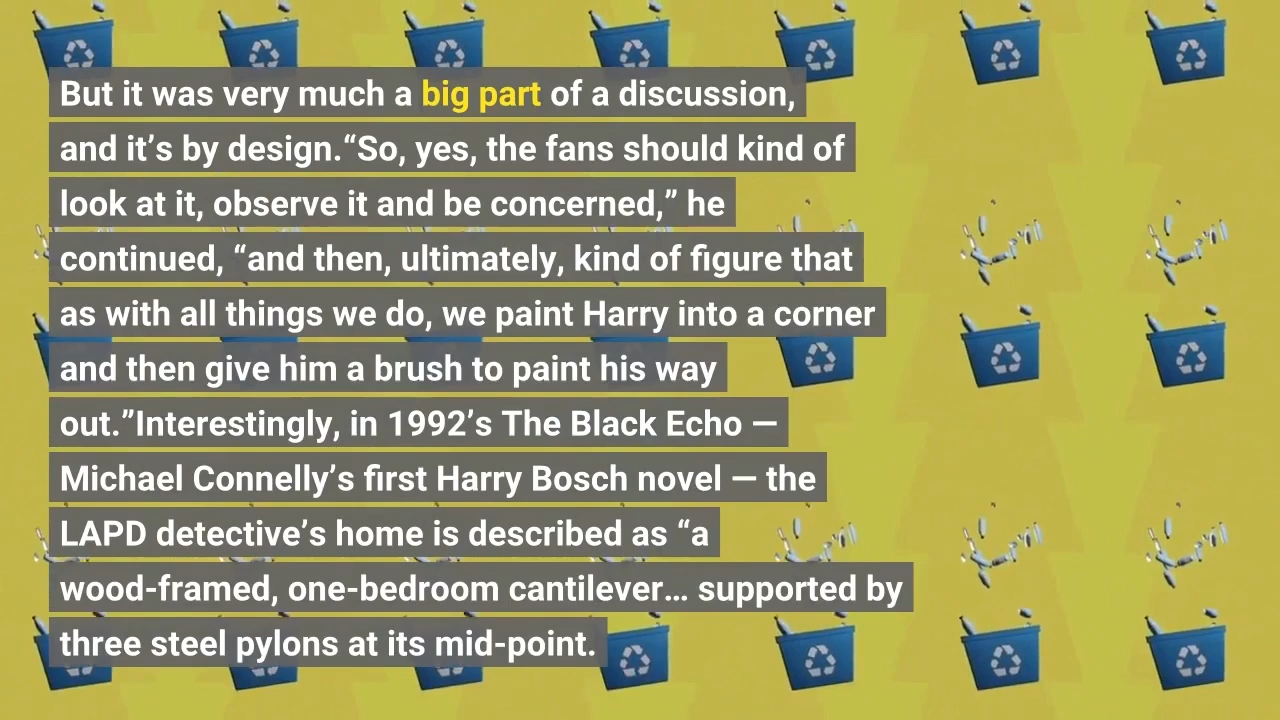 But it was very much a big part of a discussion,
and it’s by design.“So, yes, the fans should kind of
look at it, observe it and be concerned,” he
continued, “and then, ultimately, kind of figure that
as with all things we do, we paint Harry into a corner
and then give him a brush to paint his way
out.”Interestingly, in 1992’s The Black Echo —
Michael Connelly’s first Harry Bosch novel — the
LAPD detective’s home is described as “a
wood-framed, one-bedroom cantilever… supported by
three steel pylons at its mid-point.